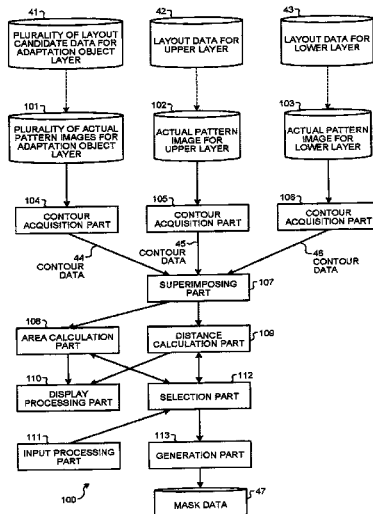 41
PLURALITY OF LAYOUT
CANDIDATE DATA FOR
ADAPTATION OBJECT
LAYER
42
LAYOUT DATA FOR
UPPER LAYER
43
LAYOUT DATA FOR
LOWER LAYER
101
PLURALITY OF ACTUAL
PATTERN IMAGES FOR
ADAPTATION OBJECT
LAYER
102
ACTUAL PATTERN
IMAGE FOR
UPPER LAYER
103
ACTUAL PATTERN
IMAGE FOR
LOWER LAYER
104
CONTOUR
ACQUISITION PART
105
CONTOUR
ACQUISITION PART
106
CONTOUR
ACQUISITION PART
44
CONTOUR
DATA
45
CONTOUR
DATA
46
CONTOUR
DATA
SUPERIMPOSING
PART
107
108
AREA CALCULATION
PART
DISTANCE
CALCULATION PART
109
110
DISPLAY
PROCESSING PART
SELECTION PART
112
111
INPUT PROCESSING
PART
113
GENERATION PART
100
MASK DATA
47